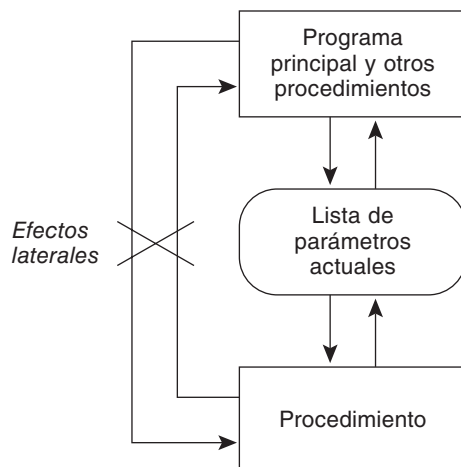 Programa
principal y otros
procedimientos
Efectos
laterales
Lista de
parámetros
actuales
Procedimiento